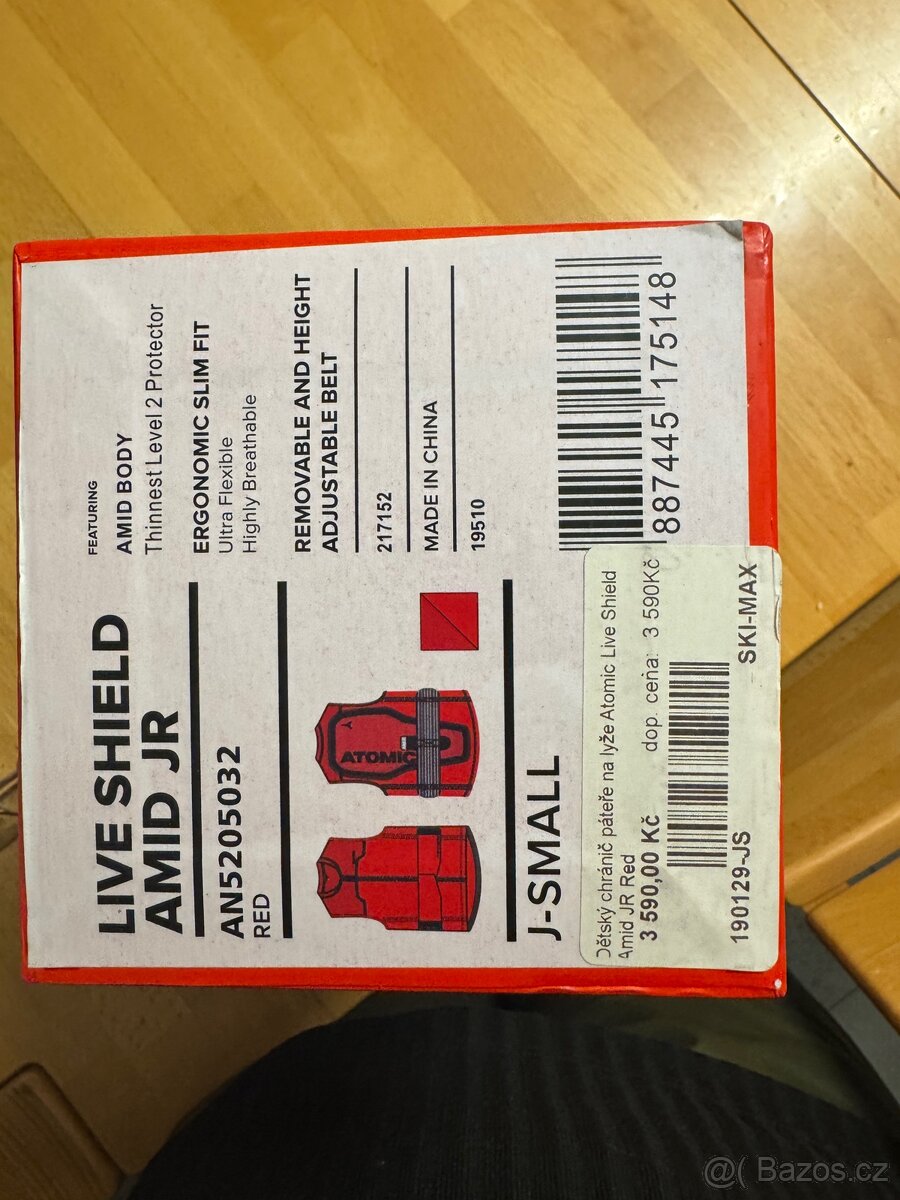 LIVE SHIELD
AMID JR
AN5205032
RED
ATOMIC
J-SMALL
FEATURING
AMID BODY
Thinnest Level 2 Protector
ERGONOMIC SLIM FIT
Ultra Flexible
Highly Breathable
REMOVABLE AND HEIGHT
ADJUSTABLE BELT
217152
MADE IN CHINA
19510
887445 175148
Dětský chránič páteře na lyže Atomic Live Shield
Amid JR Red
3 590,00 Kč dop. cena: 3 590Kč
190129-JS SKI-MAX
@( Bazos.cz